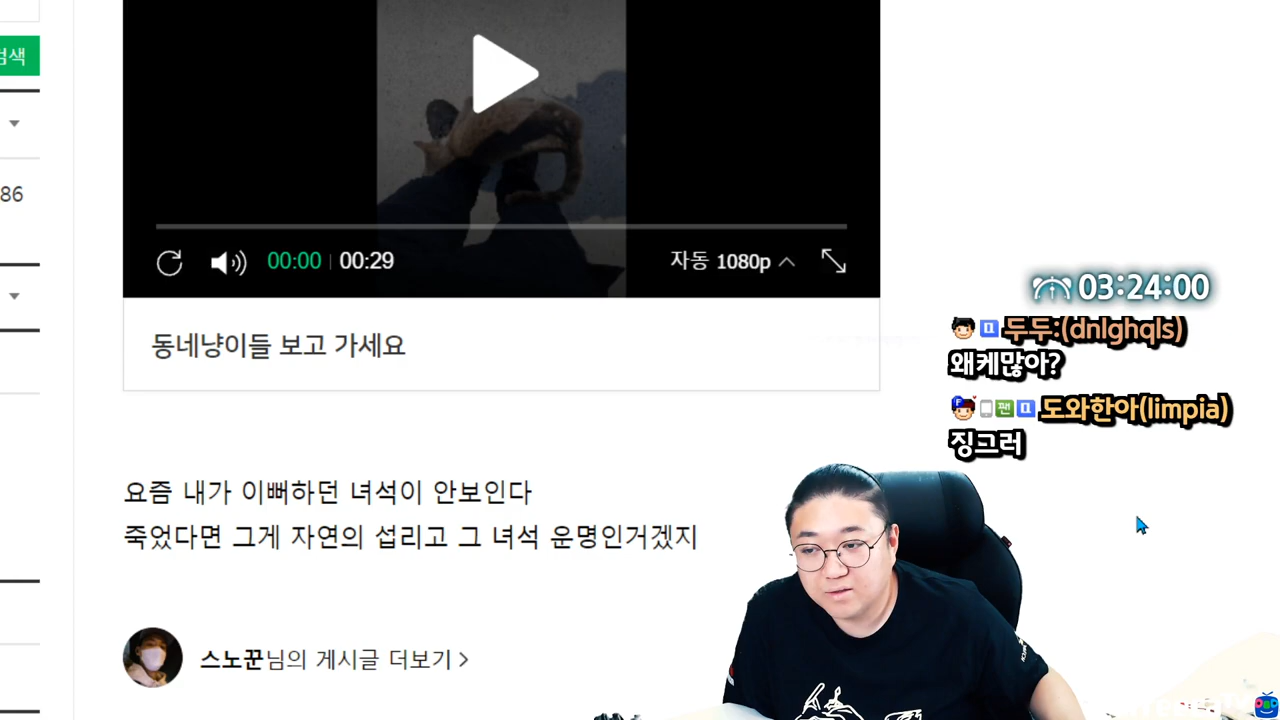 검색
86
00:00 00:29
자동 1080p
동네냥이들 보고 가세요
요즘 내가 이뻐하던 녀석이 안보인다
죽었다면 그게 자연의 섭리고 그 녀석 운명인거겠지
스노꾼님의 게시글 더보기
03:24:00
두두:(dnlghqls)
왜케많아?
도와한아(limpia)
징그러